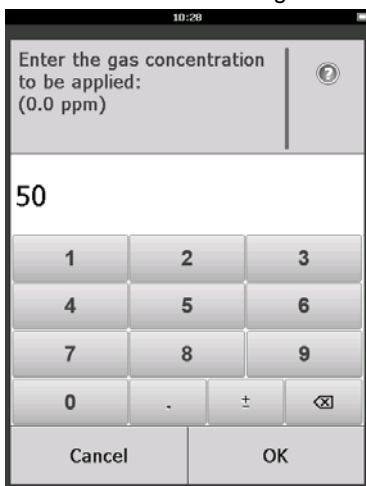 10:28
Enter the gas concentration
to be applied:
(0.0 ppm)
?
50
1 2 3
4 5 6
7 8 9
0 . ±
Cancel OK